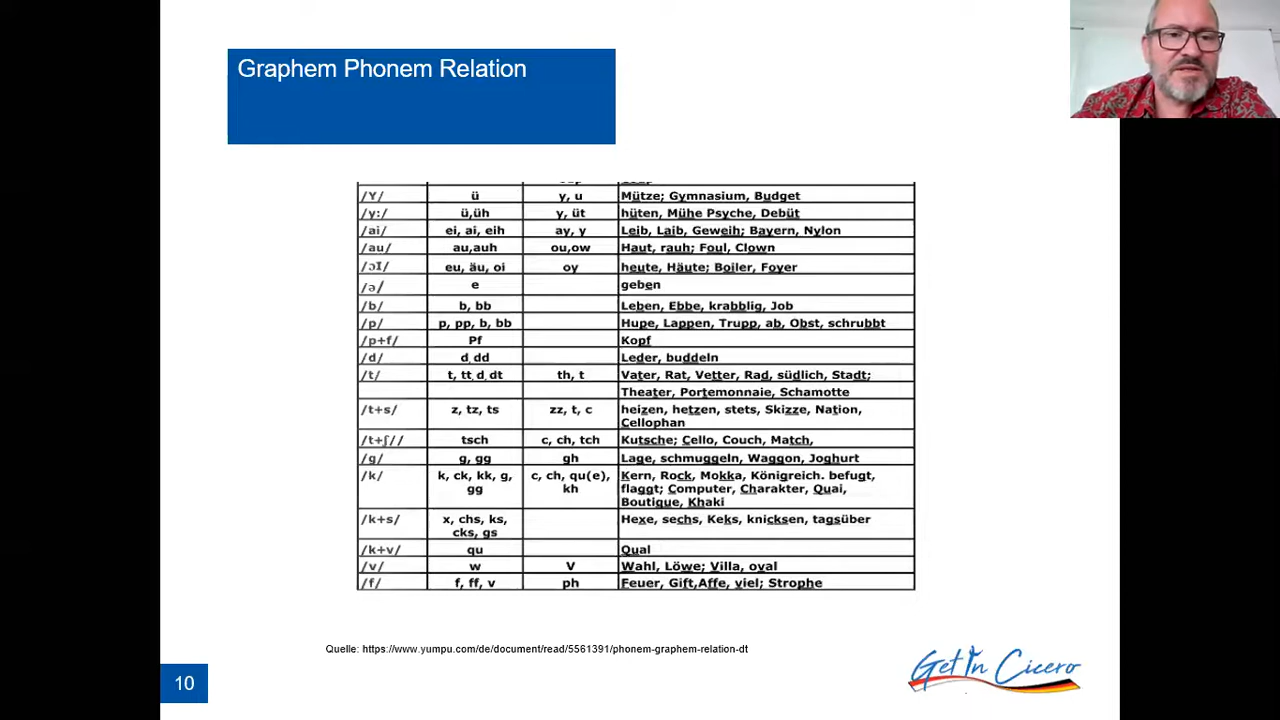 Graphem Phonem Relation
/Y/ ü y, u Mütze; Gymnasium, Budget
/y:/ ü,üh y, üt hüten, Mühe Psyche, Debüt
/ai/ ei, ai, eih ay, y Leib, Laib, Geweih; Bayern, Nylon
/au/ au,auh ou,ow Haut, rauh; Foul, Clown
/ɔI/ eu, äu, oi oy heute, Häute; Boiler, Foyer
/ə/ e geben
/b/ b, bb Leben, Ebbe, krabblig, Job
/p/ p, pp, b, bb Hupe, Lappen, Trupp, ab, Obst, schrubbt
/p+f/ Pf Kopf
/d/ d, dd Leder, buddeln
/t/ t, tt, d, dt th, t Vater, Rat, Vetter, Rad, südlich, Stadt;
Theater, Portemonnaie, Schamotte
/t+s/ z, tz, ts zz, t, c heizen, hetzen, stets, Skizze, Nation,
Cellophan
/t+ʃ// tsch c, ch, tch Kutsche; Cello, Couch, Match,
/g/ g, gg gh Lage, schmuggeln, Waggon, Joghurt
/k/ k, ck, kk, g, c, ch, qu(e), Kern, Rock, Mokka, Königreich. befugt,
gg kh flaggt; Computer, Charakter, Quai,
Boutique, Khaki
/k+s/ x, chs, ks, Hexe, sechs, Keks, knicksen, tagsüber
cks, gs
/k+v/ qu Qual
/v/ w V Wahl, Löwe; Villa, oval
/f/ f, ff, v ph Feuer, Gift,Affe, viel; Strophe
Quelle: https://www.yumpu.com/de/document/read/5561391/phonem-graphem-relation-dt
10
Get In Cicero